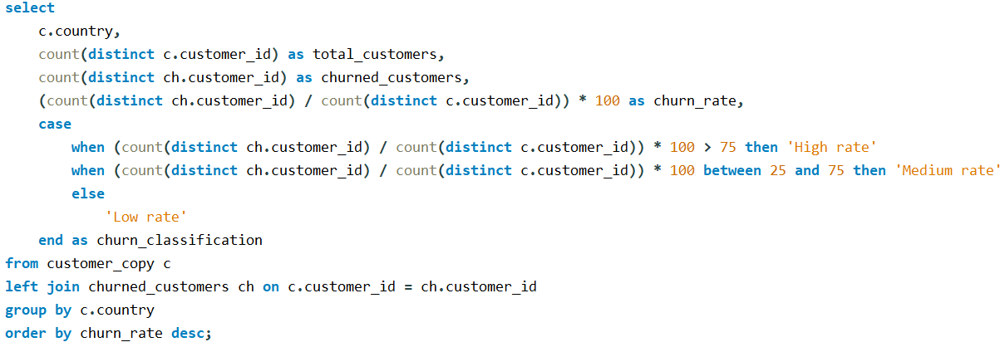 select
    c.country,
    count(distinct c.customer_id) as total_customers,
    count(distinct ch.customer_id) as churned_customers,
    (count(distinct ch.customer_id) / count(distinct c.customer_id)) * 100 as churn_rate,
    case
        when (count(distinct ch.customer_id) / count(distinct c.customer_id)) * 100 > 75 then 'High rate'
        when (count(distinct ch.customer_id) / count(distinct c.customer_id)) * 100 between 25 and 75 then 'Medium rate'
        else
            'Low rate'
    end as churn_classification
from customer_copy c
left join churned_customers ch on c.customer_id = ch.customer_id
group by c.country
order by churn_rate desc;